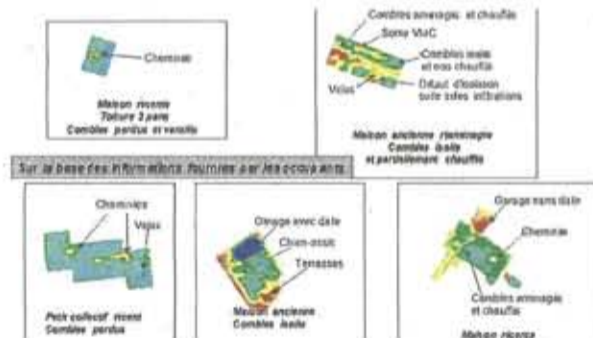 Cheminée
Maison récente
Toiture 2 pans
Combles perdus et ventilés
Combles aménagés et chauffés
Sortie VMC
Combles isolés
et non chauffés
Velux
Défaut d'isolation
suite à des infiltrations
Maison ancienne réaménagée
Combles isolés
et partiellement chauffés
Sur la base des informations fournies par les occupants
Cheminées
Velux
Petit collectif récent
Combles perdus
Garage avec dalle
Chien-assis
Terrasses
Maison ancienne
Combles isolés
Garage sans dalle
Cheminée
Combles aménagés
et chauffés
Maison récente